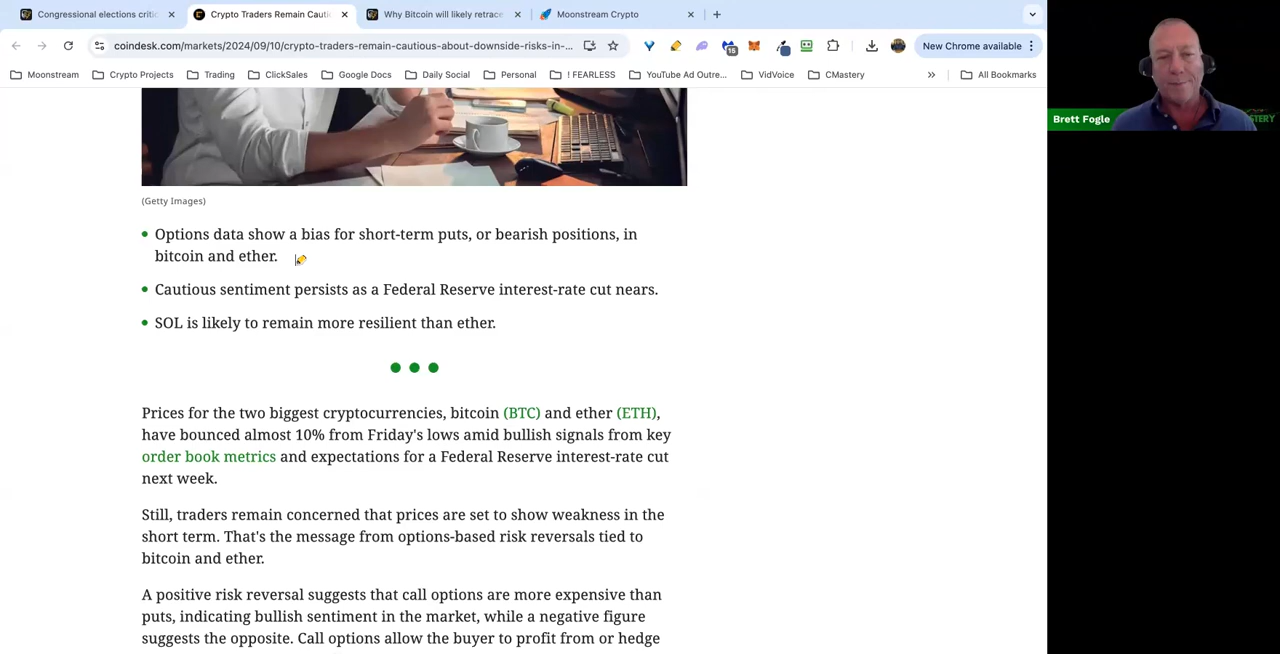 Congressional elections critic
Crypto Traders Remain Cauti
Why Bitcoin will likely retrace
Moonstream Crypto
coindesk.com/markets/2024/09/10/crypto-traders-remain-cautious-about-downside-risks-in-...
15
New Chrome available
Moonstream
Crypto Projects
Trading
ClickSales
Google Docs
Daily Social
Personal
! FEARLESS
YouTube Ad Outre...
VidVoice
CMastery
»
All Bookmarks
Brett Fogle
STERY
(Getty Images)
Options data show a bias for short-term puts, or bearish positions, in
bitcoin and ether.
Cautious sentiment persists as a Federal Reserve interest-rate cut nears.
SOL is likely to remain more resilient than ether.
Prices for the two biggest cryptocurrencies, bitcoin (BTC) and ether (ETH),
have bounced almost 10% from Friday's lows amid bullish signals from key
order book metrics and expectations for a Federal Reserve interest-rate cut
next week.
Still, traders remain concerned that prices are set to show weakness in the
short term. That's the message from options-based risk reversals tied to
bitcoin and ether.
A positive risk reversal suggests that call options are more expensive than
puts, indicating bullish sentiment in the market, while a negative figure
suggests the opposite. Call options allow the buyer to profit from or hedge